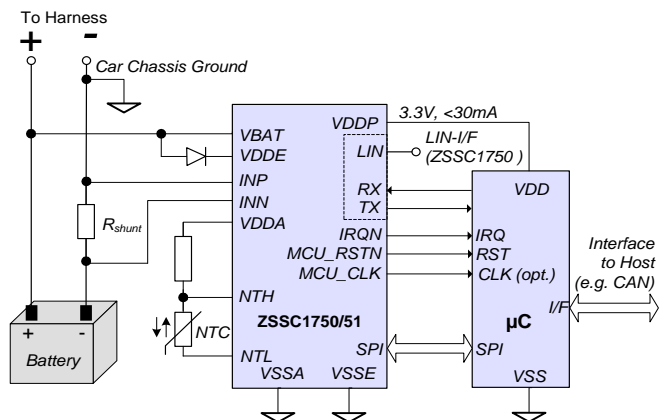 To Harness
+ -
Car Chassis Ground
VBAT
VDDE
INP
INN
VDDA
NTH
NTL
VSSA
VSSE
ZSSC1750/51
VDDP
LIN
RX
TX
IRQN
MCU_RSTN
MCU_CLK
SPI
3.3V, <30mA
LIN-I/F
(ZSSC1750 )
VDD
IRQ
RST
CLK (opt.)
I/F
µC
SPI
VSS
Interface
to Host
(e.g. CAN)
Rshunt
NTC
+ -
Battery